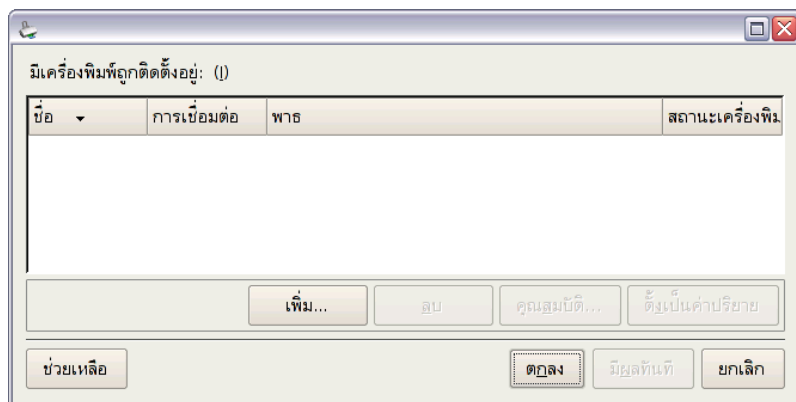 มีเครื่องพิมพ์ถูกติดตั้งอยู่: (I)
ชื่อ การเชื่อมต่อ พาธ สถานะเครื่องพิม
เพิ่ม... ลบ คุณสมบัติ... ตั้งเป็นค่าปริยาย
ช่วยเหลือ ตกลง มีผลทันที ยกเลิก